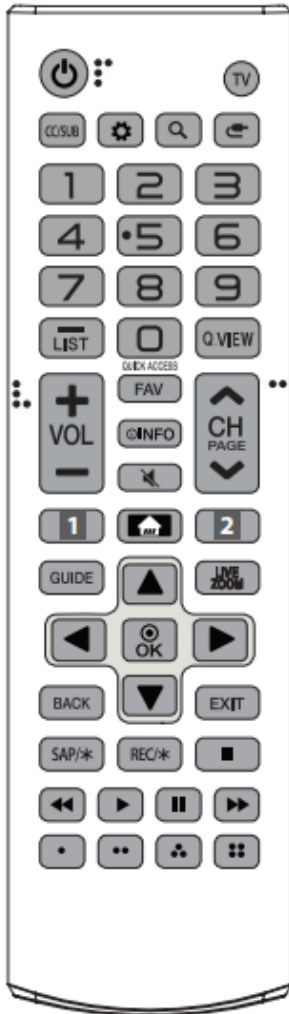 TV
CC/SUB
1 2 3
4 5 6
7 8 9
LIST 0 Q.VIEW
QUICK ACCESS
+ FAV
VOL ⓘINFO CH
PAGE
−
1 2
GUIDE LIVE ZOOM
OK
BACK EXIT
SAP/* REC/*